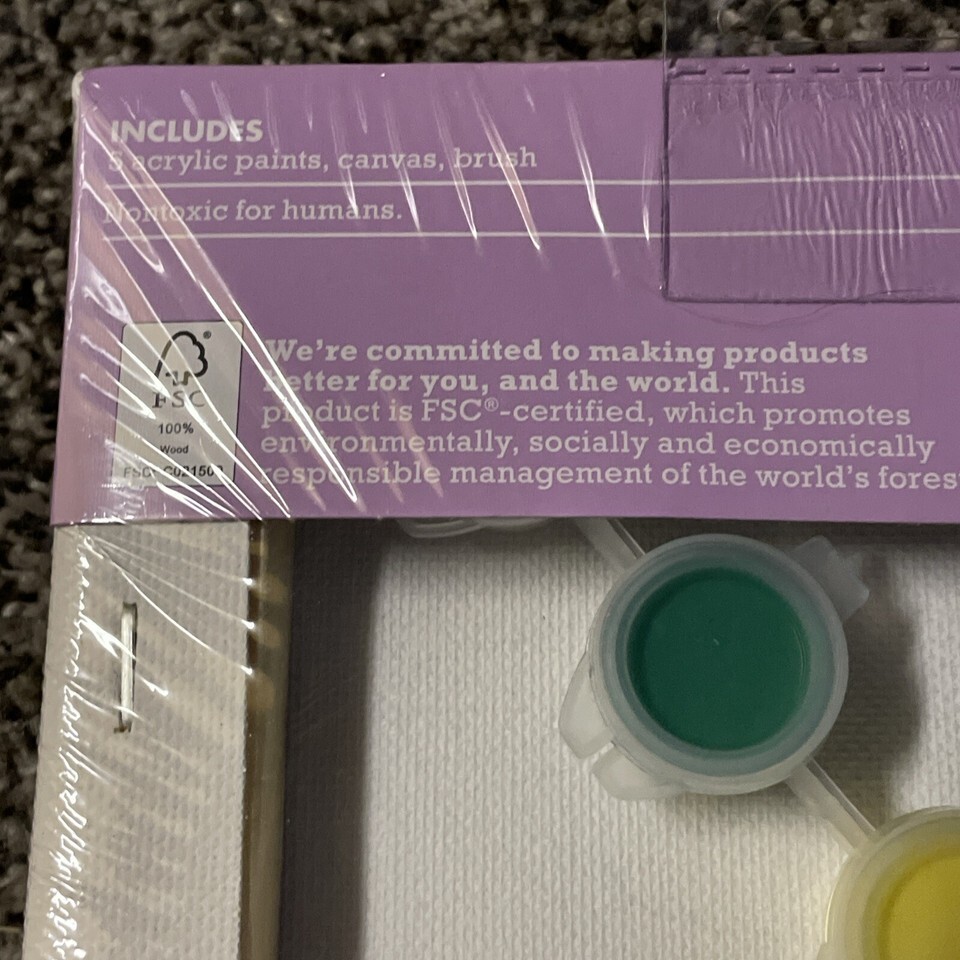 INCLUDES
5 acrylic paints, canvas, brush
Nontoxic for humans.
®
FSC
100%
Wood
We're committed to making products
better for you, and the world. This
product is FSC®-certified, which promotes
environmentally, socially and economically
responsible management of the world's fores